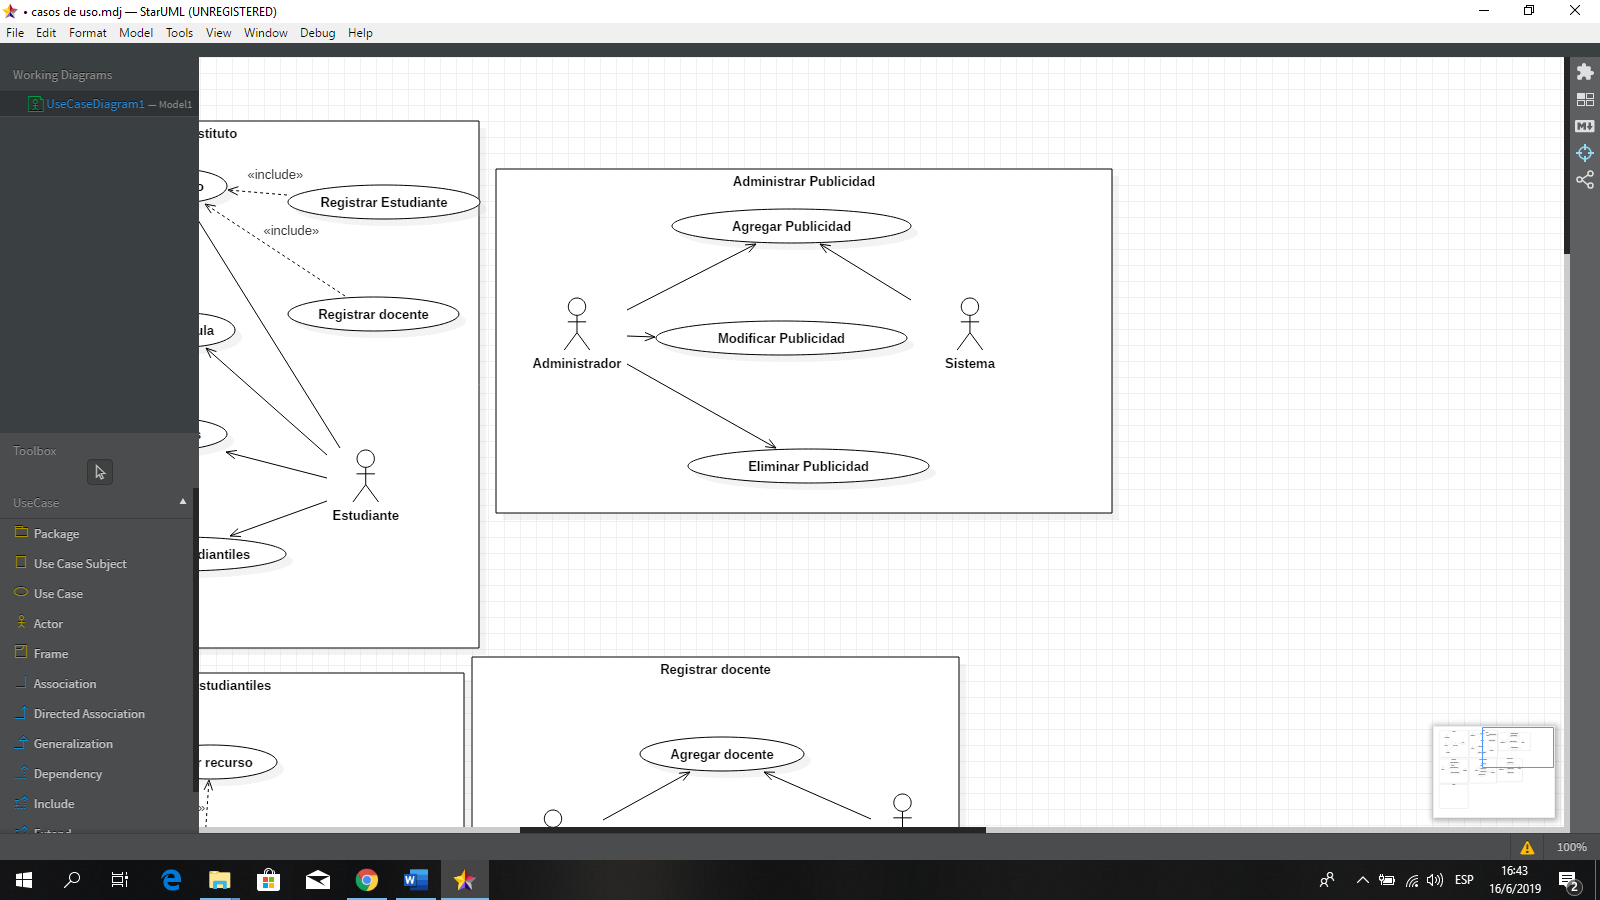 • casos de uso.mdj — StarUML (UNREGISTERED)
File Edit Format Model Tools View Window Debug Help
Working Diagrams
UseCaseDiagram1 — Model1
Toolbox
UseCase
Package
Use Case Subject
Use Case
Actor
Frame
Association
Directed Association
Generalization
Dependency
Include
Extend
stituto
o
«include»
Registrar Estudiante
«include»
Registrar docente
ula
s
Estudiante
diantiles
Administrar Publicidad
Agregar Publicidad
Administrador
Modificar Publicidad
Sistema
Eliminar Publicidad
studiantiles
r recurso
»
Registrar docente
Agregar docente
100%
ESP
16:43
16/6/2019
2